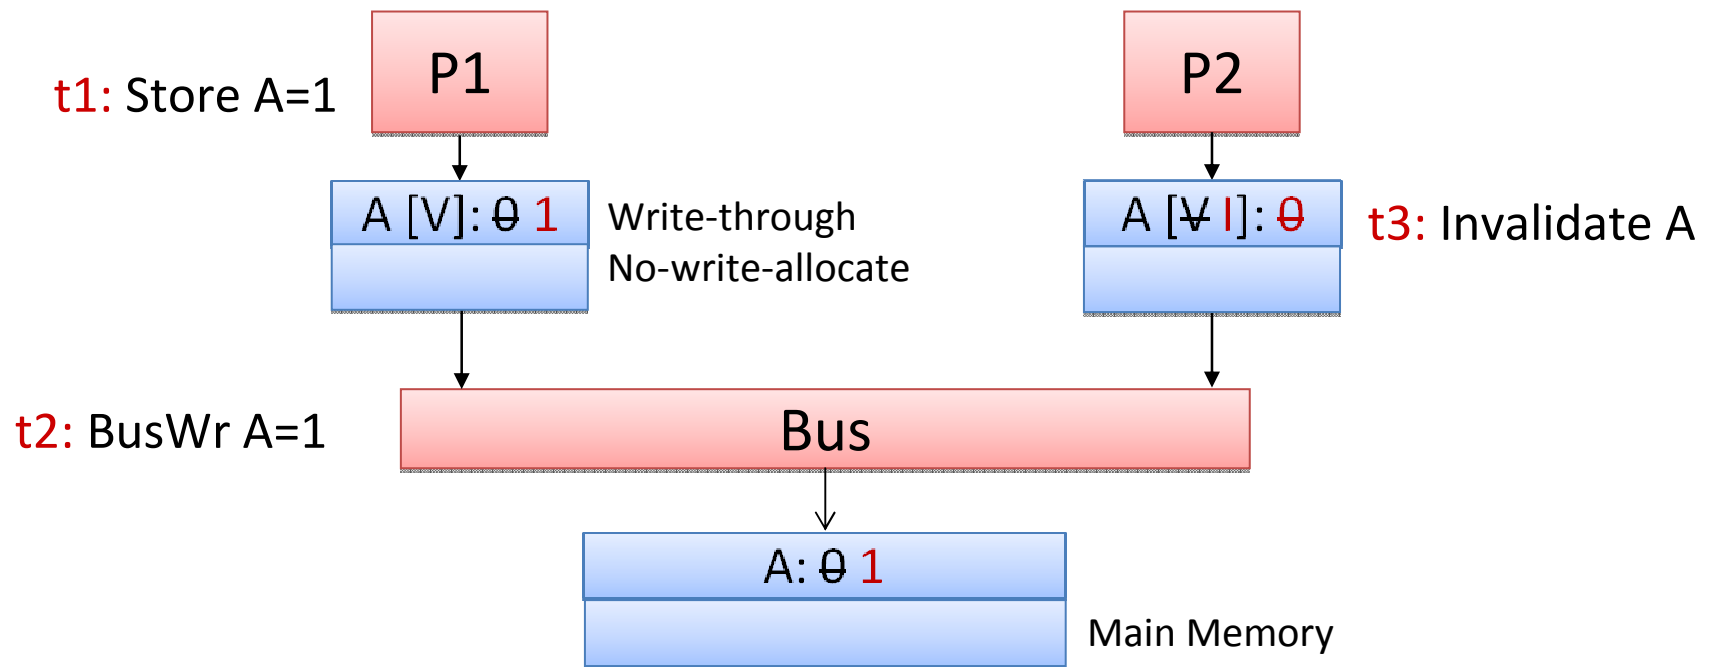 P1
P2
t1: Store A=1
A [V]: 0 1
Write-through
No-write-allocate
A [V I]: 0
t3: Invalidate A
t2: BusWr A=1
Bus
A: 0 1
Main Memory